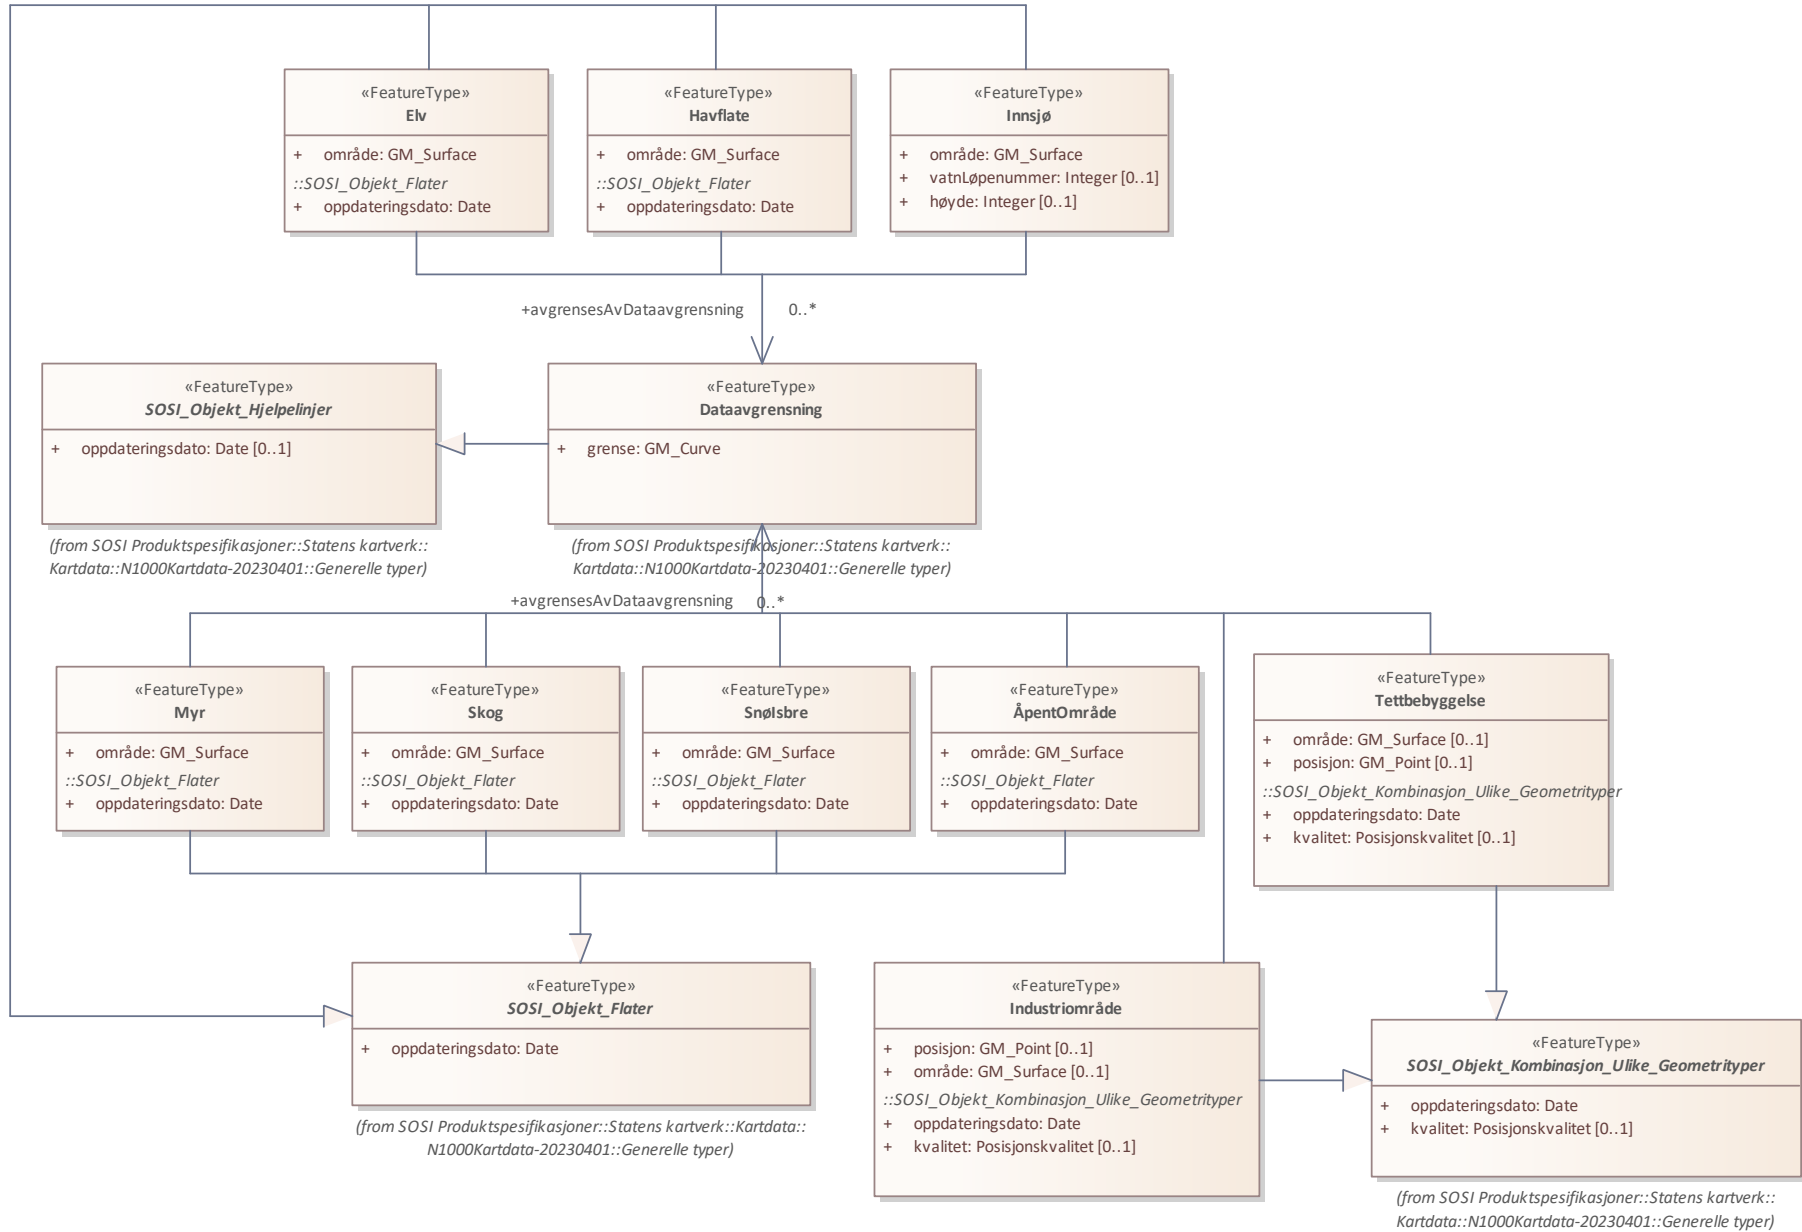 «FeatureType»
Elv
+ område: GM_Surface
::SOSI_Objekt_Flater
+ oppdateringsdato: Date
«FeatureType»
Havflate
+ område: GM_Surface
::SOSI_Objekt_Flater
+ oppdateringsdato: Date
«FeatureType»
Innsjø
+ område: GM_Surface
+ vatnLøpenummer: Integer [0..1]
+ høyde: Integer [0..1]
+avgrensesAvDataavgrensning 0..*
«FeatureType»
SOSI_Objekt_Hjelpelinjer
+ oppdateringsdato: Date [0..1]
(from SOSI Produktspesifikasjoner::Statens kartverk::
Kartdata::N1000Kartdata-20230401::Generelle typer)
«FeatureType»
Dataavgrensning
+ grense: GM_Curve
(from SOSI Produktspesifikasjoner::Statens kartverk::
Kartdata::N1000Kartdata-20230401::Generelle typer)
+avgrensesAvDataavgrensning 0..*
«FeatureType»
Myr
+ område: GM_Surface
::SOSI_Objekt_Flater
+ oppdateringsdato: Date
«FeatureType»
Skog
+ område: GM_Surface
::SOSI_Objekt_Flater
+ oppdateringsdato: Date
«FeatureType»
SnøIsbre
+ område: GM_Surface
::SOSI_Objekt_Flater
+ oppdateringsdato: Date
«FeatureType»
ÅpentOmråde
+ område: GM_Surface
::SOSI_Objekt_Flater
+ oppdateringsdato: Date
«FeatureType»
Tettbebyggelse
+ område: GM_Surface [0..1]
+ posisjon: GM_Point [0..1]
::SOSI_Objekt_Kombinasjon_Ulike_Geometrityper
+ oppdateringsdato: Date
+ kvalitet: Posisjonskvalitet [0..1]
«FeatureType»
SOSI_Objekt_Flater
+ oppdateringsdato: Date
(from SOSI Produktspesifikasjoner::Statens kartverk::Kartdata::
N1000Kartdata-20230401::Generelle typer)
«FeatureType»
Industriområde
+ posisjon: GM_Point [0..1]
+ område: GM_Surface [0..1]
::SOSI_Objekt_Kombinasjon_Ulike_Geometrityper
+ oppdateringsdato: Date
+ kvalitet: Posisjonskvalitet [0..1]
«FeatureType»
SOSI_Objekt_Kombinasjon_Ulike_Geometrityper
+ oppdateringsdato: Date
+ kvalitet: Posisjonskvalitet [0..1]
(from SOSI Produktspesifikasjoner::Statens kartverk::
Kartdata::N1000Kartdata-20230401::Generelle typer)